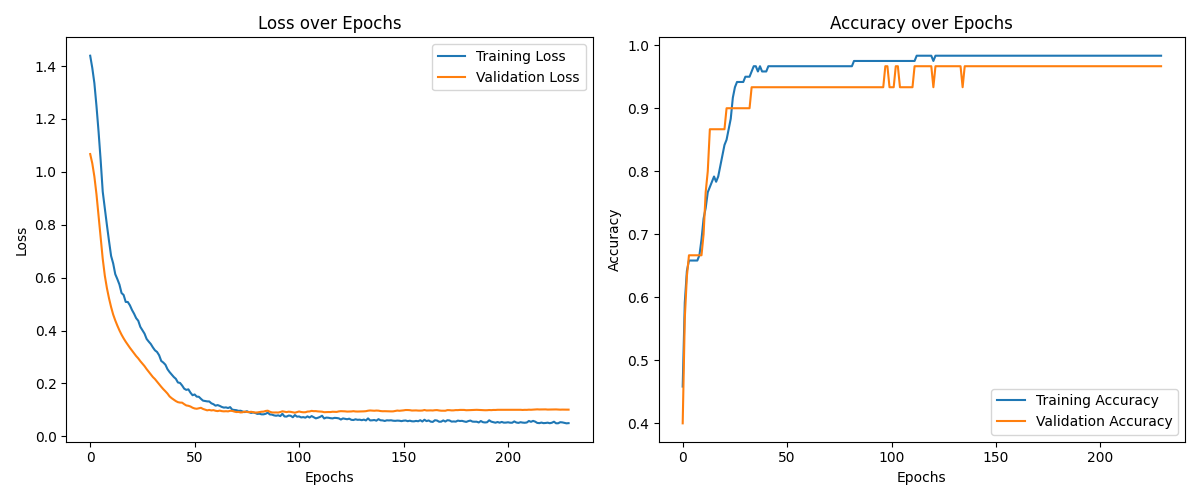 Loss over Epochs
Training Loss
Validation Loss
Loss
1.4
1.2
1.0
0.8
0.6
0.4
0.2
0.0
0
50
100
150
200
Epochs
Accuracy over Epochs
Accuracy
1.0
0.9
0.8
0.7
0.6
0.5
0.4
Training Accuracy
Validation Accuracy
0
50
100
150
200
Epochs